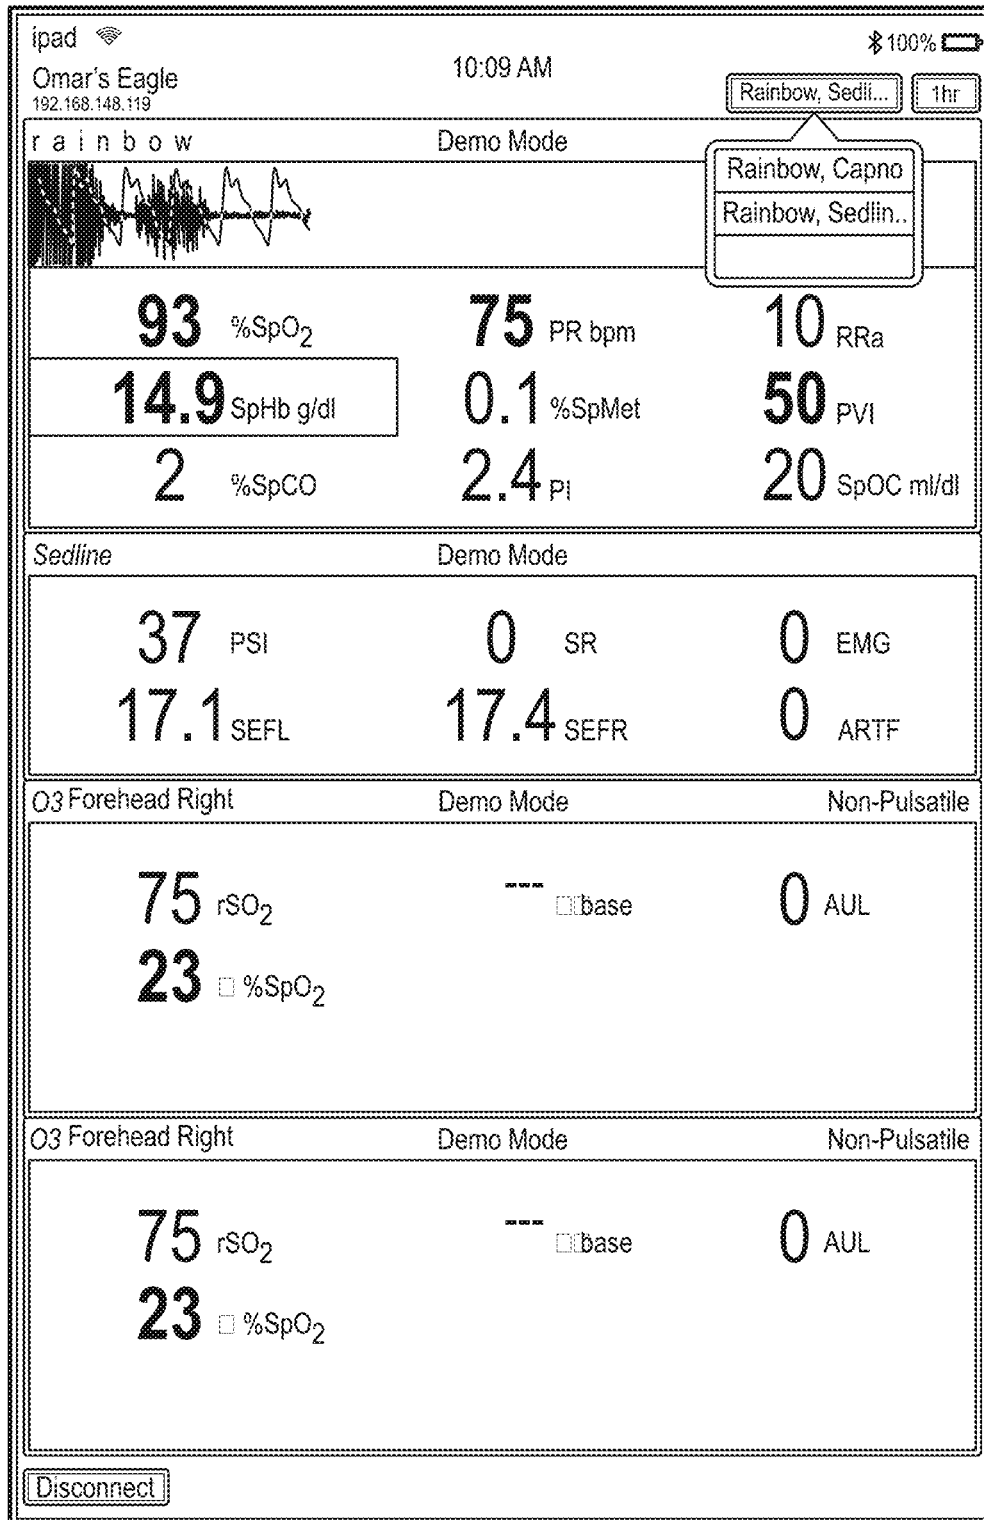 ipad
100%
10:09 AM
Omar's Eagle
192.168.148.119
Rainbow, Sedli...
1hr
rainbow
Demo Mode
Rainbow, Capno
Rainbow, Sedlin..
93 %SpO2
75 PR bpm
10 RRa
14.9 SpHb g/dl
0.1 %SpMet
50 PVI
2 %SpCO
2.4 PI
20 SpOC ml/dl
Sedline
Demo Mode
37 PSI
0 SR
0 EMG
17.1 SEFL
17.4 SEFR
0 ARTF
O3 Forehead Right
Demo Mode
Non-Pulsatile
75 rSO2
--- □□base
0 AUL
23 □ %SpO2
O3 Forehead Right
Demo Mode
Non-Pulsatile
75 rSO2
--- □□base
0 AUL
23 □ %SpO2
Disconnect